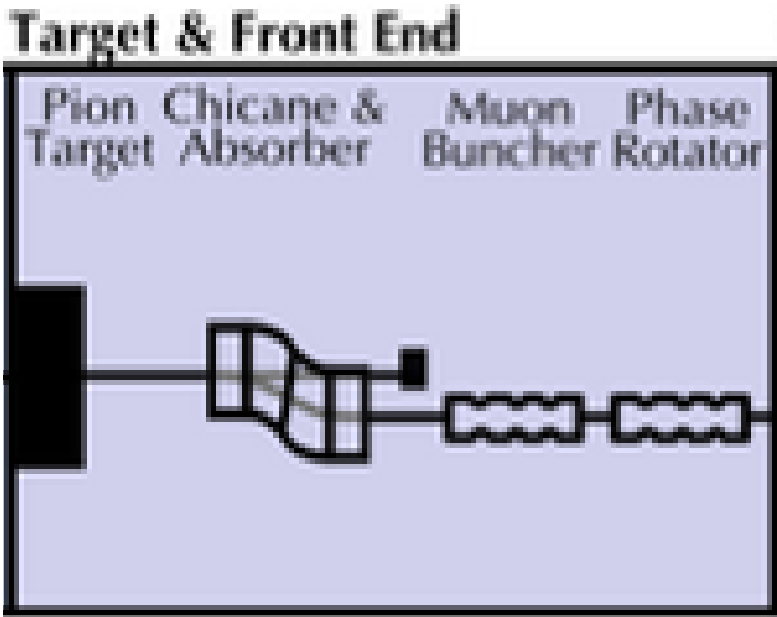 Target & Front End
Pion Chicane & Muon Phase
Target Absorber Buncher Rotator